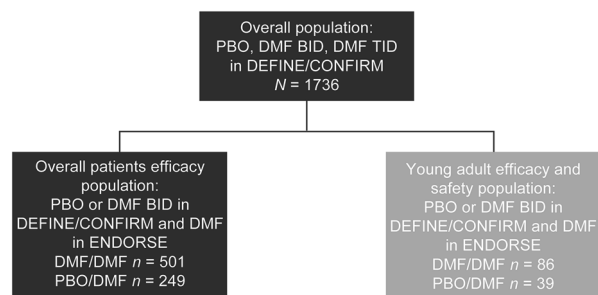 Overall population:
PBO, DMF BID, DMF TID
in DEFINE/CONFIRM
N = 1736
Overall patients efficacy
population:
PBO or DMF BID in
DEFINE/CONFIRM and DMF
in ENDORSE
DMF/DMF n = 501
PBO/DMF n = 249
Young adult efficacy and
safety population:
PBO or DMF BID in
DEFINE/CONFIRM and DMF
in ENDORSE
DMF/DMF n = 86
PBO/DMF n = 39